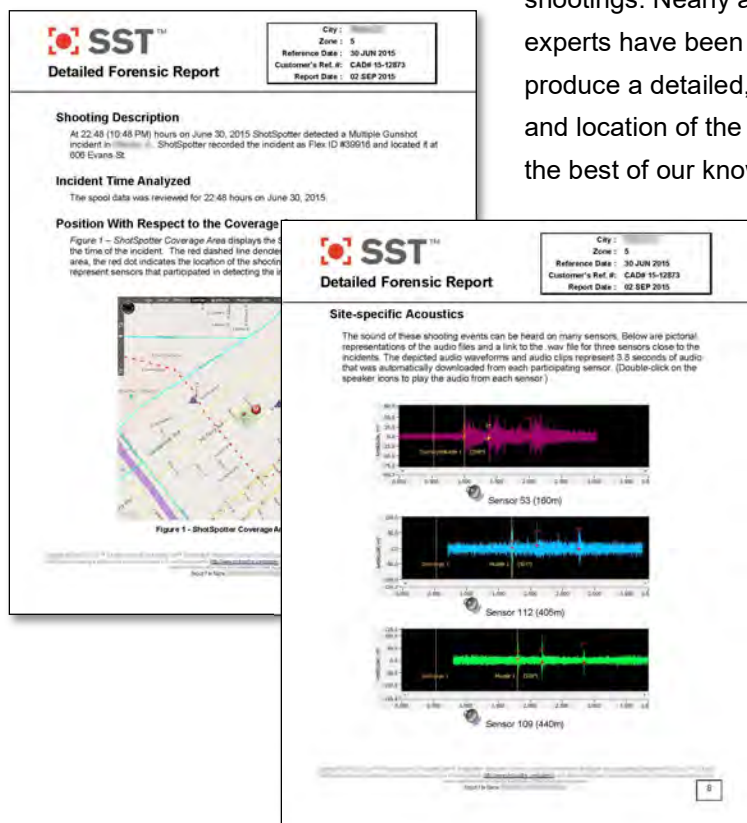 shootings. Nearly a
experts have been
produce a detailed,
and location of the
the best of our know
SST™
Detailed Forensic Report
City :
Zone : 5
Reference Date : 30 JUN 2015
Customer's Ref. #: CAD# 15-12873
Report Date : 02 SEP 2015
Shooting Description
At 22:48 (10:48 PM) hours on June 30, 2015 ShotSpotter detected a Multiple Gunshot
incident in ShotSpotter recorded the incident as Flex ID #39916 and located it at
606 Evans St.
Incident Time Analyzed
The spool data was reviewed for 22:48 hours on June 30, 2015.
Position With Respect to the Coverage
Figure 1 – ShotSpotter Coverage Area displays the
the time of the incident. The red dashed line denote
area, the red dot indicates the location of the shootin
represent sensors that participated in detecting the
Figure 1 - ShotSpotter Coverage Ar
SST™
Detailed Forensic Report
City :
Zone : 5
Reference Date : 30 JUN 2015
Customer's Ref. #: CAD# 15-12873
Report Date : 02 SEP 2015
Site-specific Acoustics
The sound of these shooting events can be heard on many sensors. Below are pictorial
representations of the audio files and a link to the .wav file for three sensors close to the
incidents. The depicted audio waveforms and audio clips represent 3.8 seconds of audio
that was automatically downloaded from each participating sensor. (Double-click on the
speaker icons to play the audio from each sensor.)
Sensor 53 (160m)
Sensor 112 (405m)
Sensor 109 (440m)
8